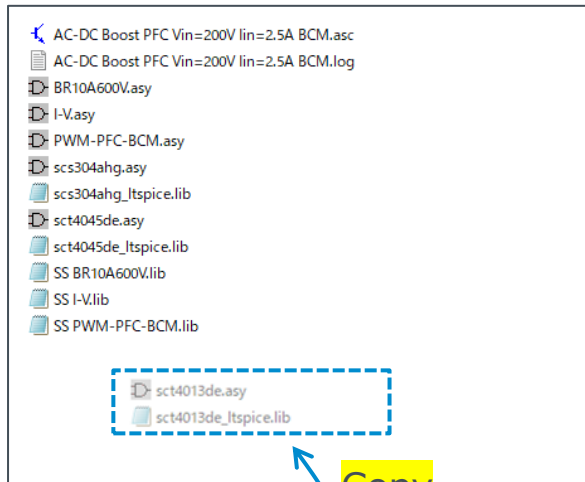 AC-DC Boost PFC Vin=200V Iin=2.5A BCM.asc
AC-DC Boost PFC Vin=200V Iin=2.5A BCM.log
BR10A600V.asy
I-V.asy
PWM-PFC-BCM.asy
scs304ahg.asy
scs304ahg_ltspice.lib
sct4045de.asy
sct4045de_ltspice.lib
SS BR10A600V.lib
SS I-V.lib
SS PWM-PFC-BCM.lib
sct4013de.asy
sct4013de_ltspice.lib
Copy